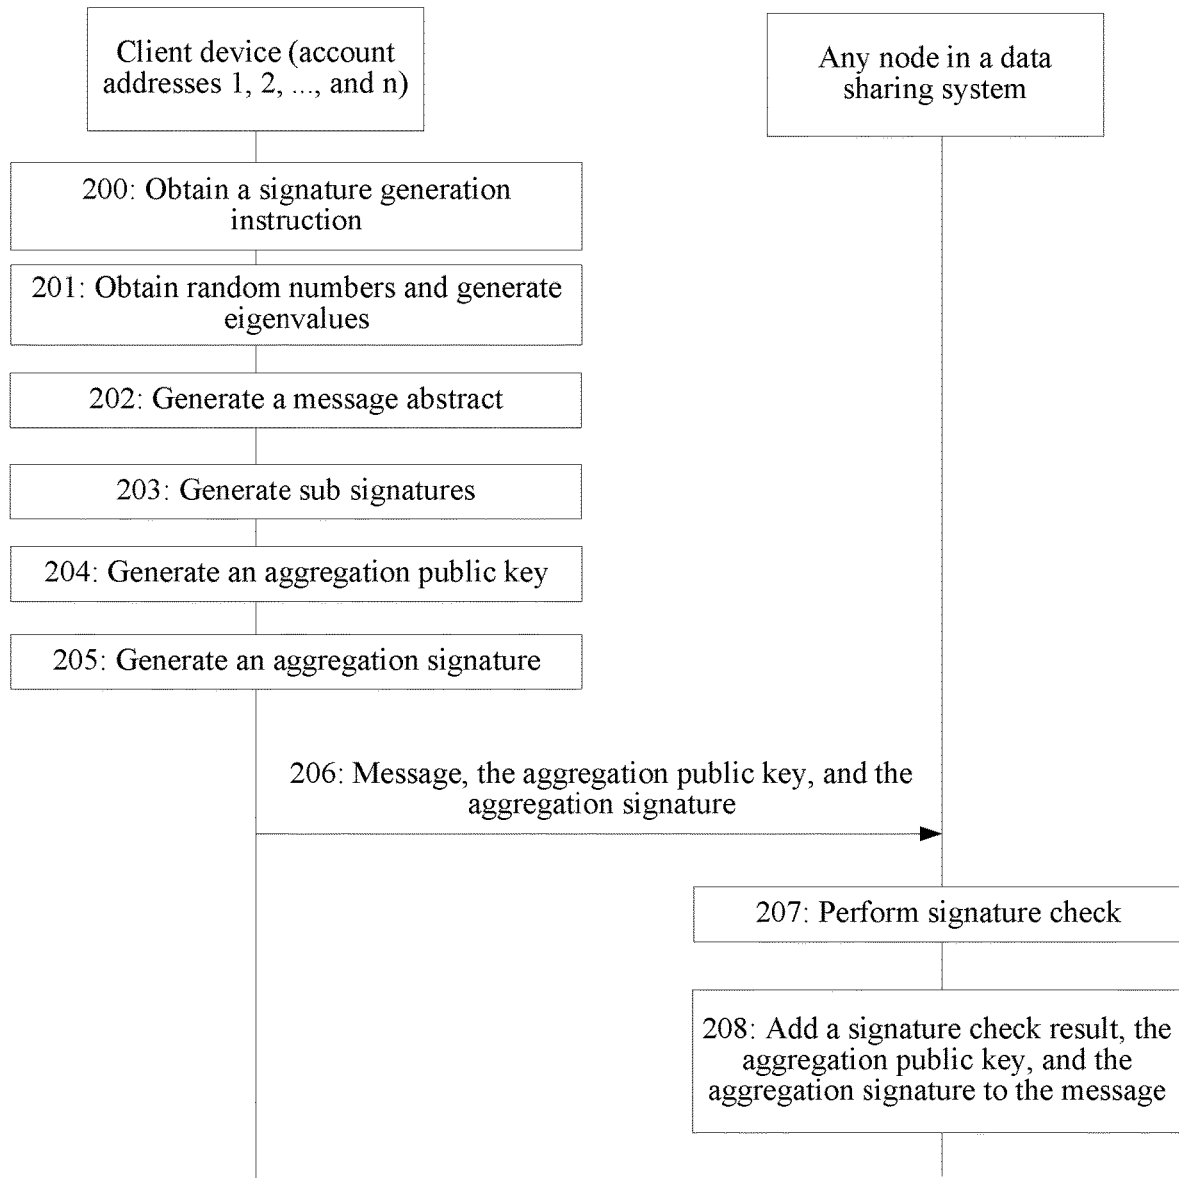 Client device (account
addresses 1, 2, ..., and n)
Any node in a data
sharing system
200: Obtain a signature generation
instruction
201: Obtain random numbers and generate
eigenvalues
202: Generate a message abstract
203: Generate sub signatures
204: Generate an aggregation public key
205: Generate an aggregation signature
206: Message, the aggregation public key, and the
aggregation signature
207: Perform signature check
208: Add a signature check result, the
aggregation public key, and the
aggregation signature to the message